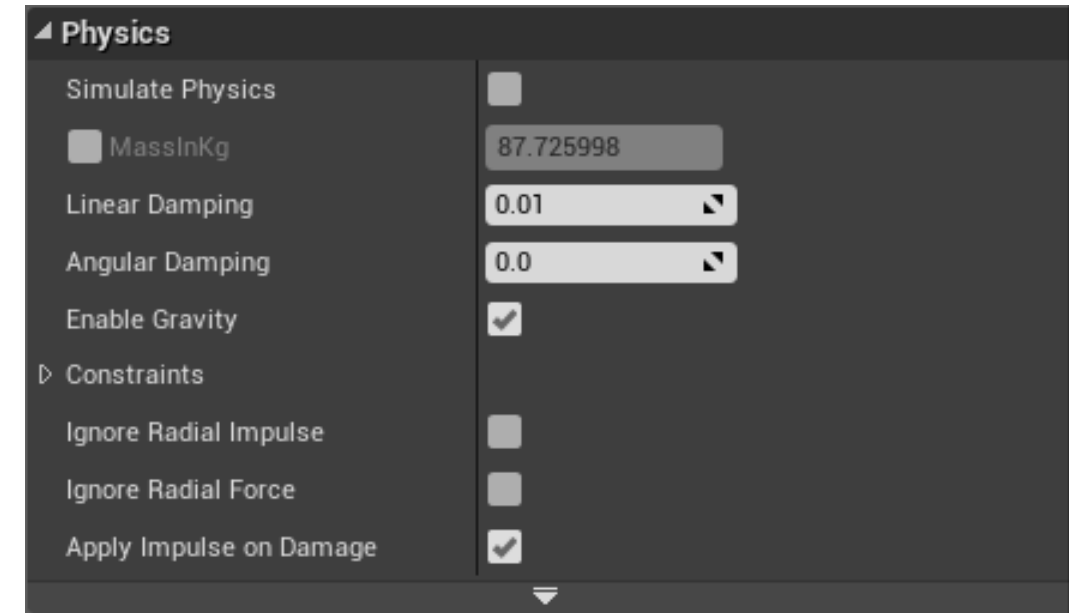 Physics
Simulate Physics
MassInKg 87.725998
Linear Damping 0.01
Angular Damping 0.0
Enable Gravity
Constraints
Ignore Radial Impulse
Ignore Radial Force
Apply Impulse on Damage